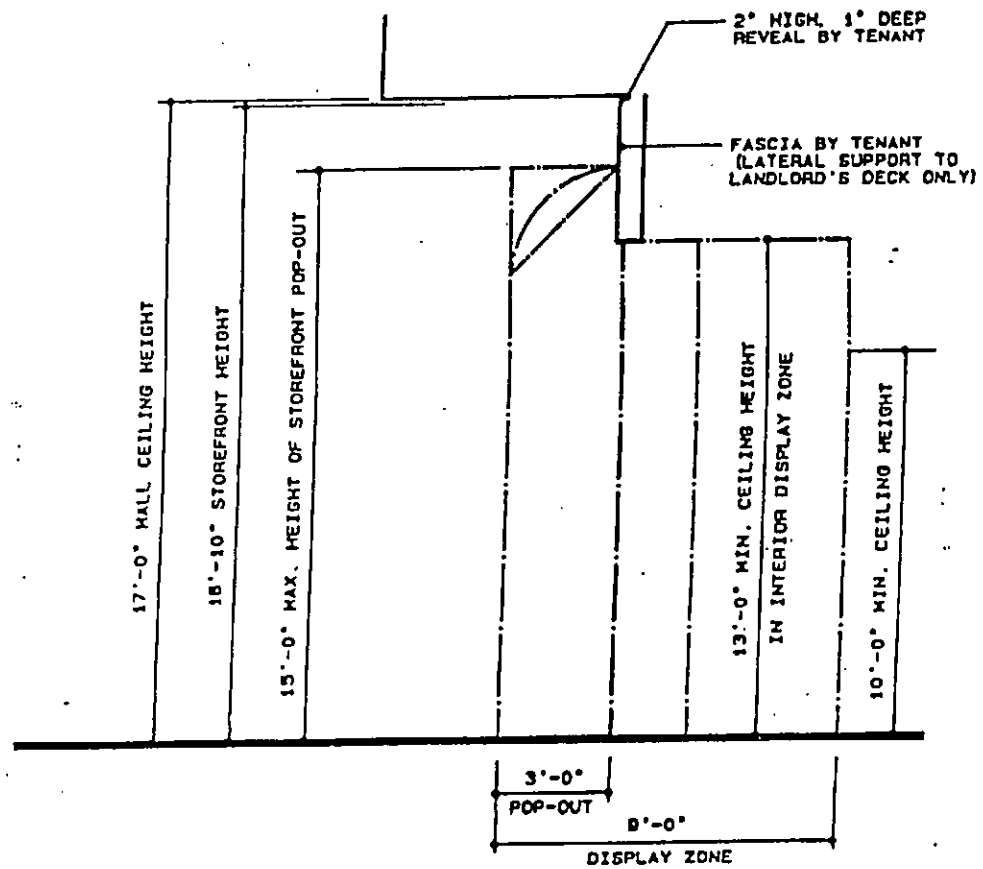 2" HIGH, 1" DEEP
REVEAL BY TENANT
FASCIA BY TENANT
(LATERAL SUPPORT TO
LANDLORD'S DECK ONLY)
17'-0" MALL CEILING HEIGHT
16'-10" STOREFRONT HEIGHT
15'-0" MAX. HEIGHT OF STOREFRONT POP-OUT
13'-0" MIN. CEILING HEIGHT
IN INTERIOR DISPLAY ZONE
10'-0" MIN. CEILING HEIGHT
3'-0"
POP-OUT
9'-0"
DISPLAY ZONE